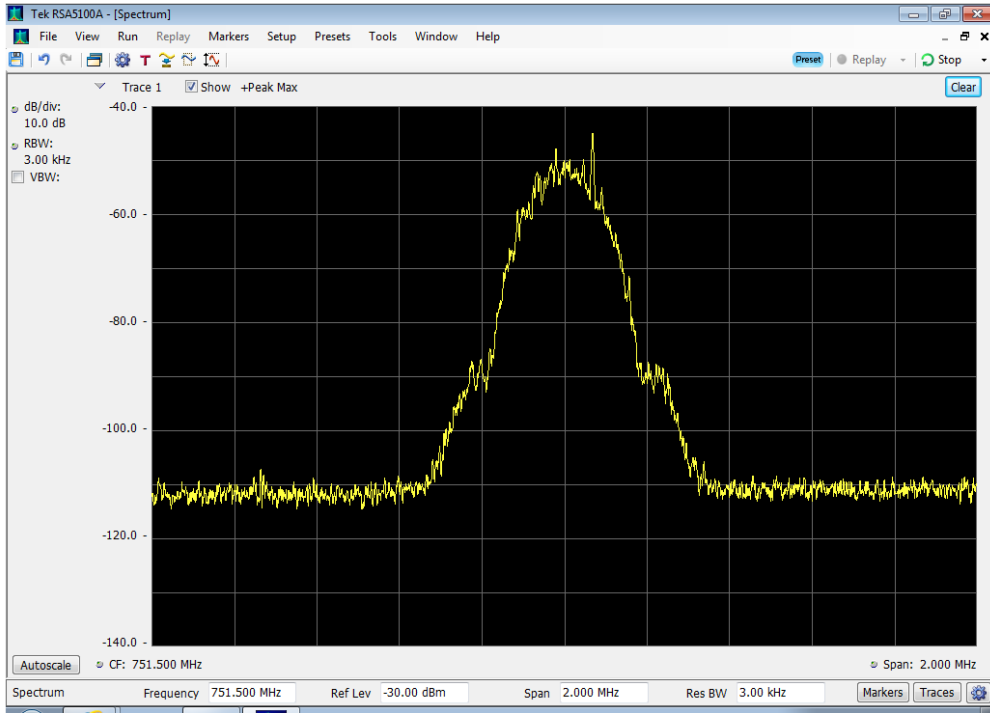 Tek RSA5100A - [Spectrum]
File View Run Replay Markers Setup Presets Tools Window Help
T Preset Replay Stop
Trace 1 Show +Peak Max Clear
dB/div:
10.0 dB
RBW:
3.00 kHz
VBW:
-40.0 -
-60.0 -
-80.0 -
-100.0 -
-120.0 -
-140.0 -
Autoscale CF: 751.500 MHz Span: 2.000 MHz
Spectrum Frequency 751.500 MHz Ref Lev -30.00 dBm Span 2.000 MHz Res BW 3.00 kHz Markers Traces